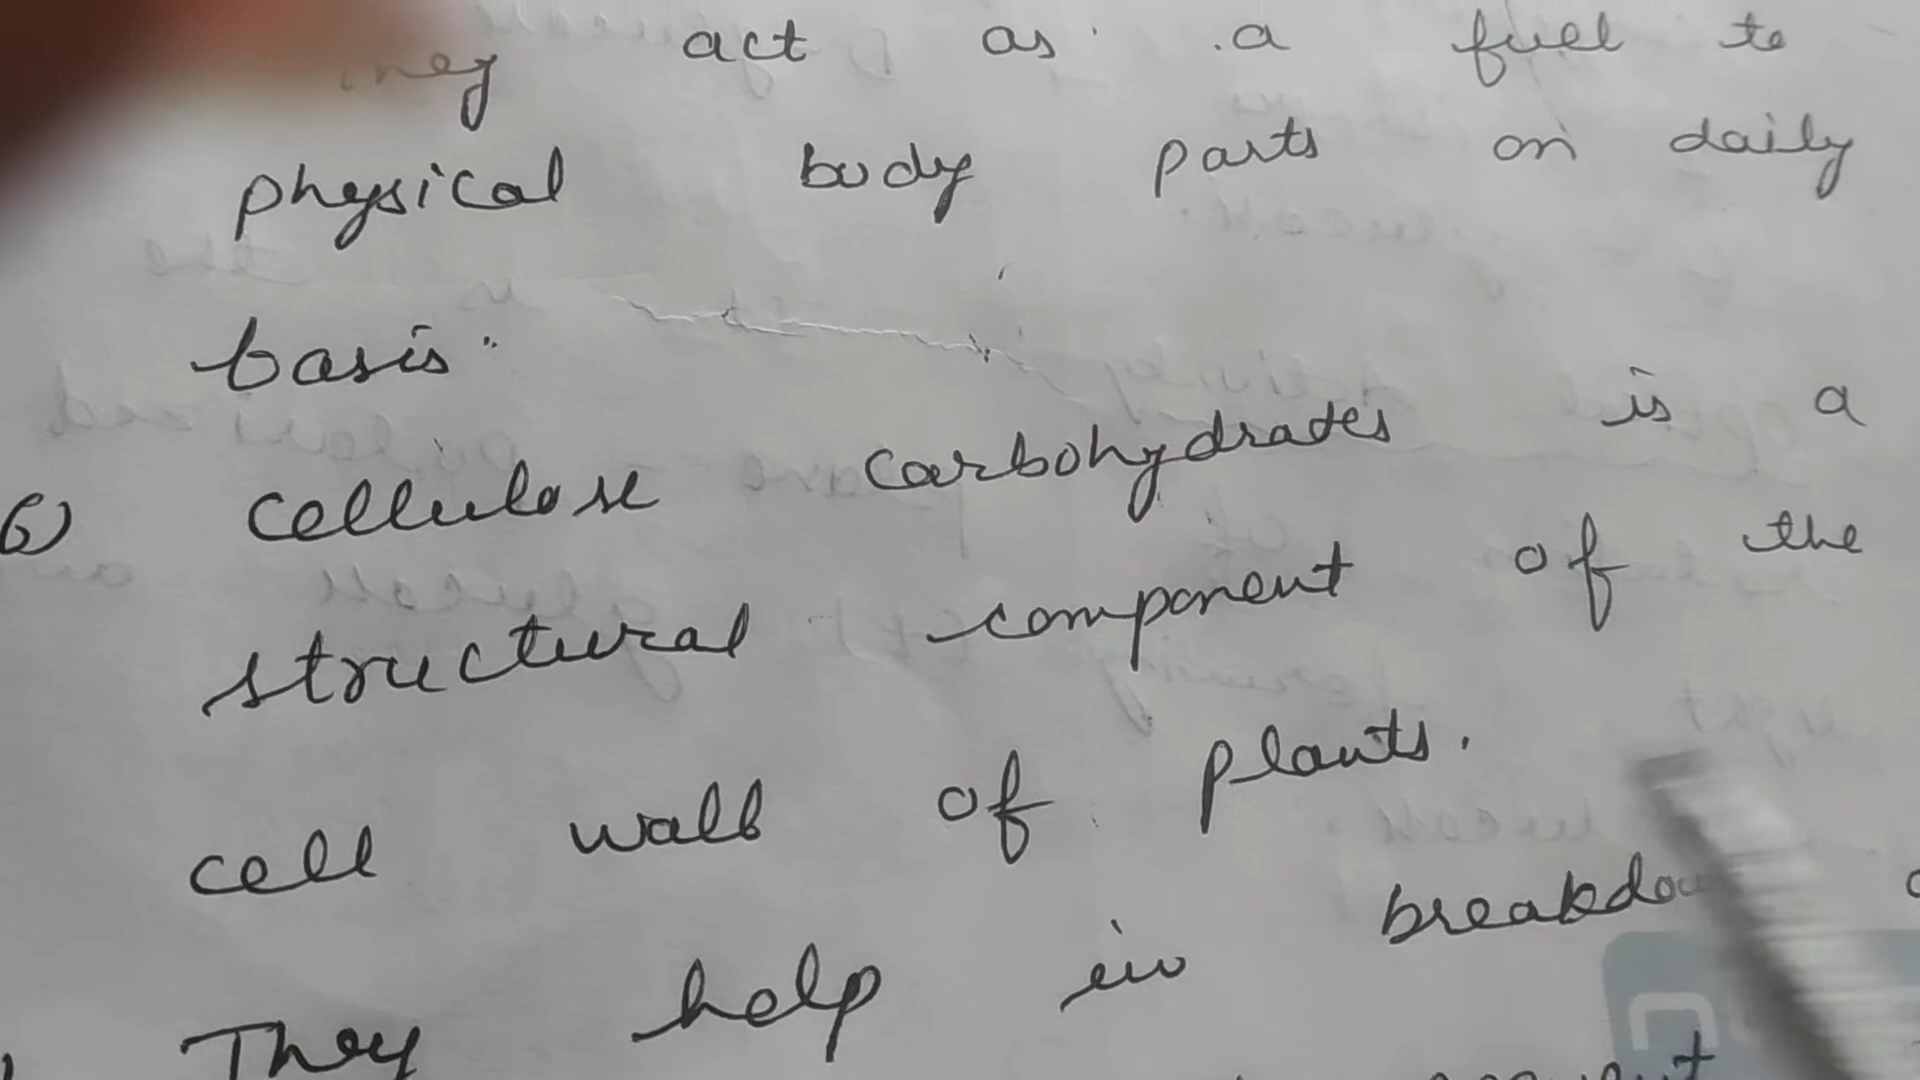 They act as a fuel to
physical body parts on daily
basis.
6) cellulose carbohydrates is a
structural component of the
cell wall of plants.
They help in